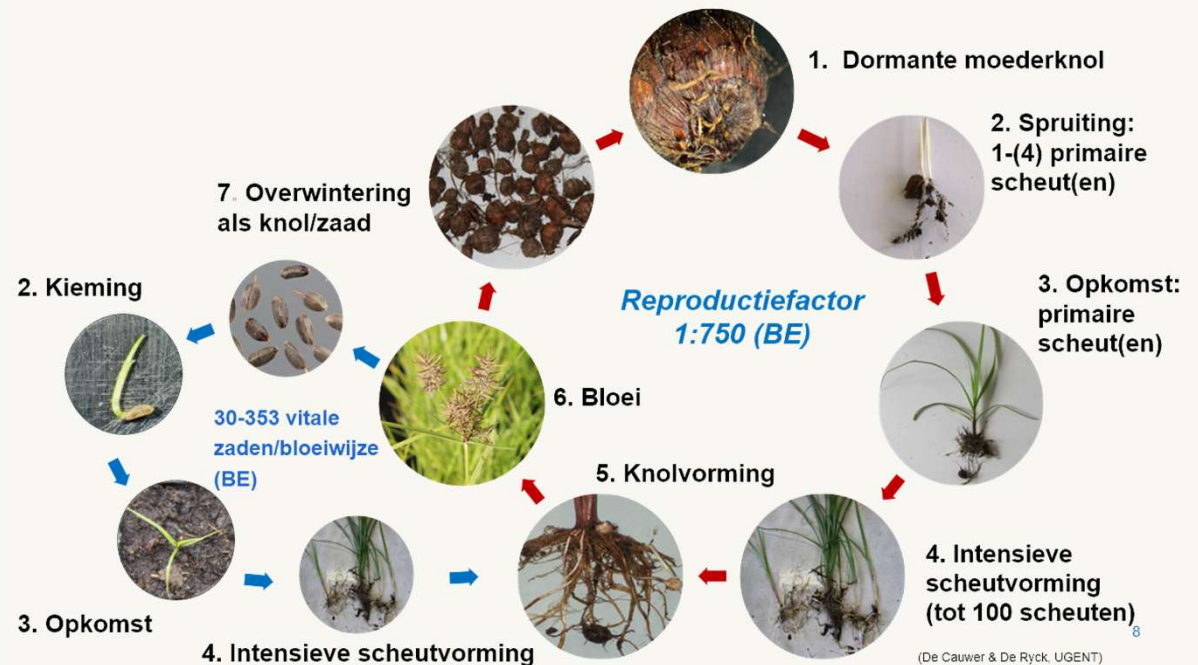 1. Dormante moederknol
2. Spruiting:
1-(4) primaire
scheut(en)
3. Opkomst:
primaire
scheut(en)
4. Intensieve
scheutvorming
(tot 100 scheuten)
5. Knolvorming
6. Bloei
7. Overwintering
als knol/zaad
Reproductiefactor
1:750 (BE)
2. Kieming
30-353 vitale
zaden/bloeiwijze
(BE)
3. Opkomst
4. Intensieve scheutvorming
8
(De Cauwer & De Ryck, UGENT)